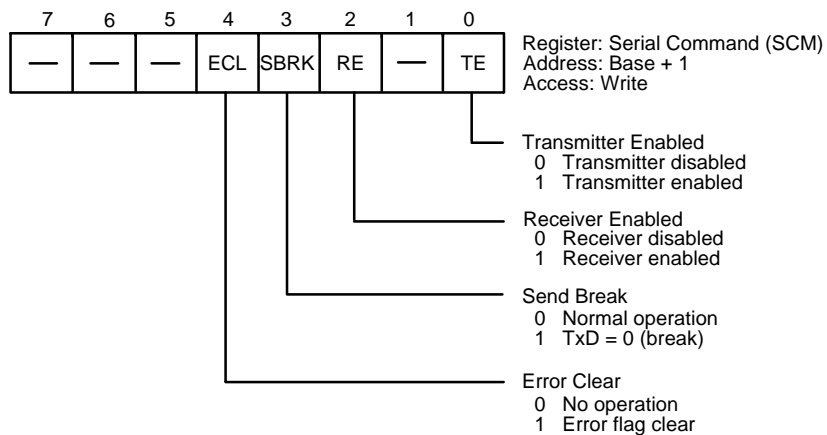 7 6 5 4 3 2 1 0
— — — ECL SBRK RE — TE
Register: Serial Command (SCM)
Address: Base + 1
Access: Write
Transmitter Enabled
0 Transmitter disabled
1 Transmitter enabled
Receiver Enabled
0 Receiver disabled
1 Receiver enabled
Send Break
0 Normal operation
1 TxD = 0 (break)
Error Clear
0 No operation
1 Error flag clear